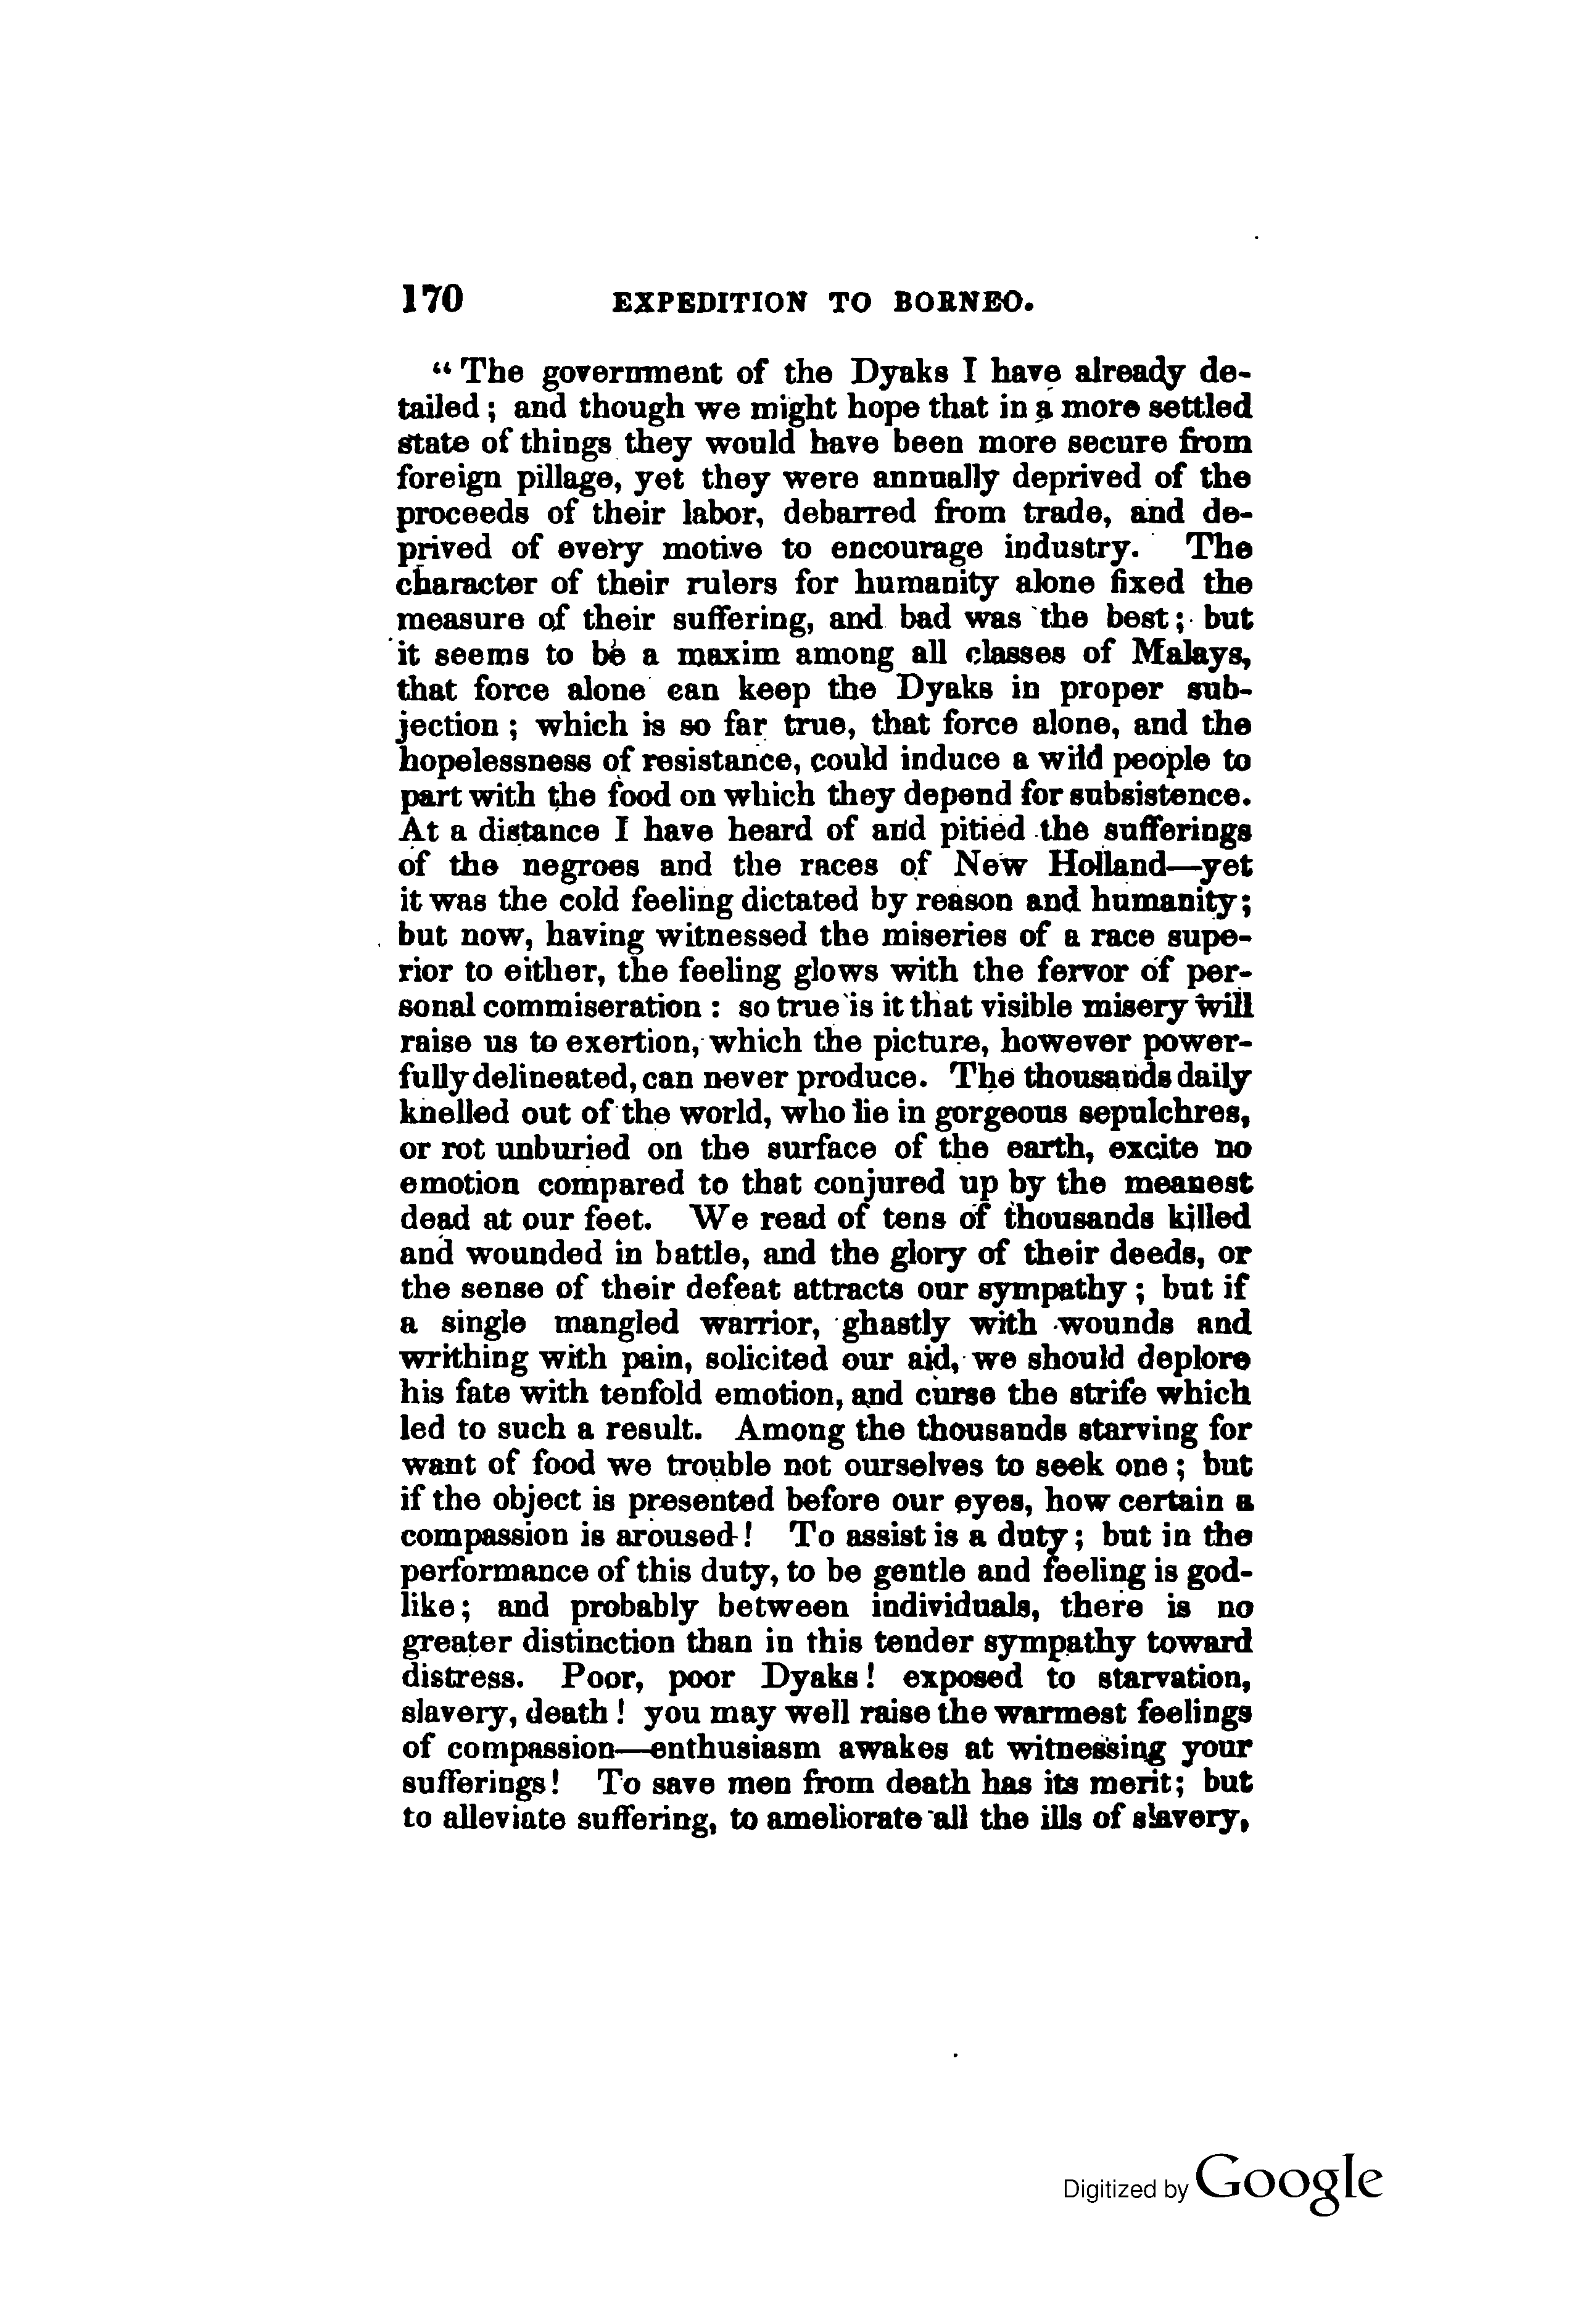 170 EXPEDITION TO BORNEO.
“ The government of the Dyaks I have already de-
tailed ; and though we might hope that in a more settled
state of things they would have been more secure from
foreign pillage, yet they were annually deprived of the
proceeds of their labor, debarred from trade, and de-
prived of every motive to encourage industry. The
character of their rulers for humanity alone fixed the
measure of their suffering, and bad was the best ; but
it seems to be a maxim among all classes of Malays,
that force alone can keep the Dyaks in proper sub-
jection ; which is so far true, that force alone, and the
hopelessness of resistance, could induce a wild people to
part with the food on which they depend for subsistence.
At a distance I have heard of and pitied the sufferings
of the negroes and the races of New Holland—yet
it was the cold feeling dictated by reason and humanity ;
but now, having witnessed the miseries of a race supe-
rior to either, the feeling glows with the fervor of per-
sonal commiseration : so true is it that visible misery will
raise us to exertion, which the picture, however power-
fully delineated, can never produce. The thousands daily
knelled out of the world, who lie in gorgeous sepulchres,
or rot unburied on the surface of the earth, excite no
emotion compared to that conjured up by the meanest
dead at our feet. We read of tens of thousands killed
and wounded in battle, and the glory of their deeds, or
the sense of their defeat attracts our sympathy ; but if
a single mangled warrior, ghastly with wounds and
writhing with pain, solicited our aid, we should deplore
his fate with tenfold emotion, and curse the strife which
led to such a result. Among the thousands starving for
want of food we trouble not ourselves to seek one ; but
if the object is presented before our eyes, how certain a
compassion is aroused ! To assist is a duty ; but in the
performance of this duty, to be gentle and feeling is god-
like ; and probably between individuals, there is no
greater distinction than in this tender sympathy toward
distress. Poor, poor Dyaks ! exposed to starvation,
slavery, death ! you may well raise the warmest feelings
of compassion—enthusiasm awakes at witnessing your
sufferings ! To save men from death has its merit ; but
to alleviate suffering, to ameliorate all the ills of slavery,
Digitized by Google